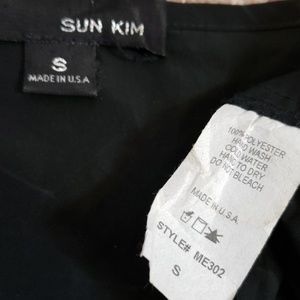 SUN KIM
S
MADE IN U.S.A
100% POLYESTER
HAND WASH
COLD WATER
HANG TO DRY
DO NOT BLEACH
MADE IN U.S.A.
STYLE# ME302
S